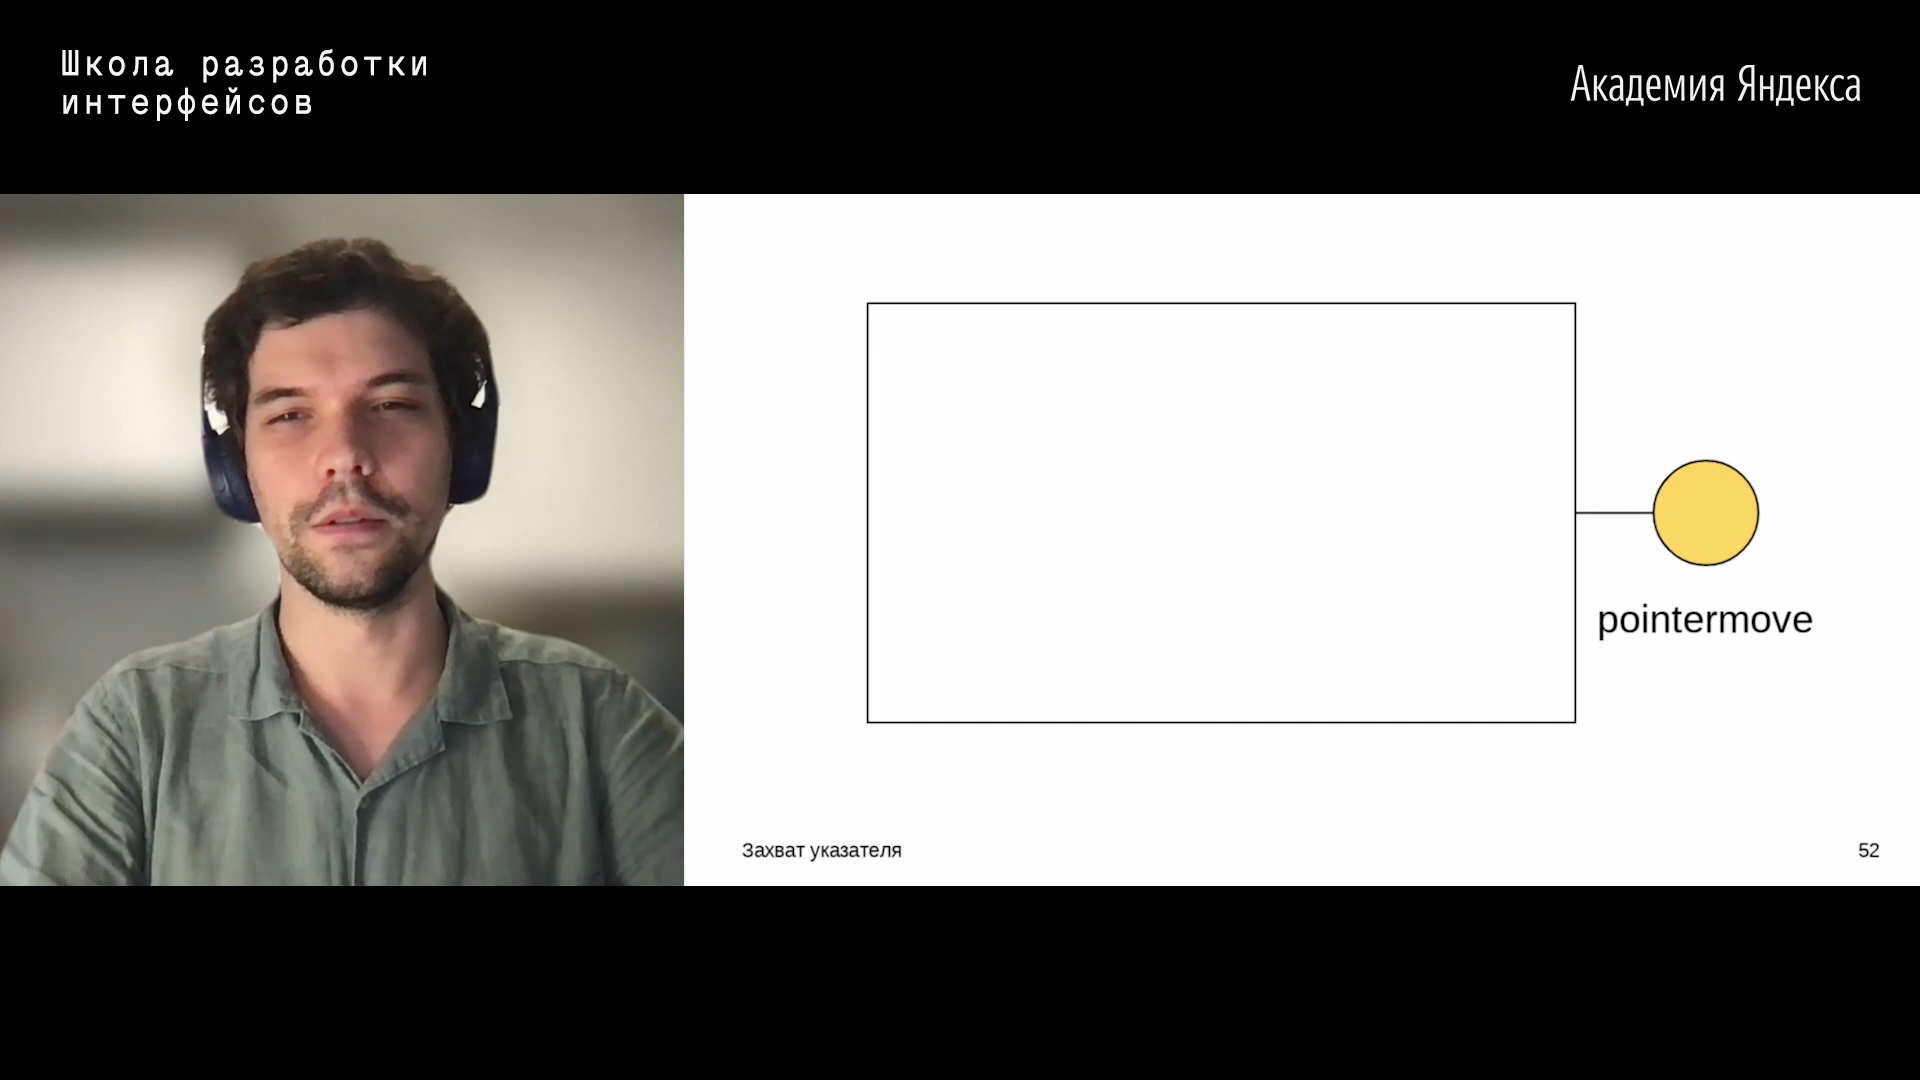 Школа разработки
интерфейсов
Академия Яндекса
pointermove
Захват указателя
52